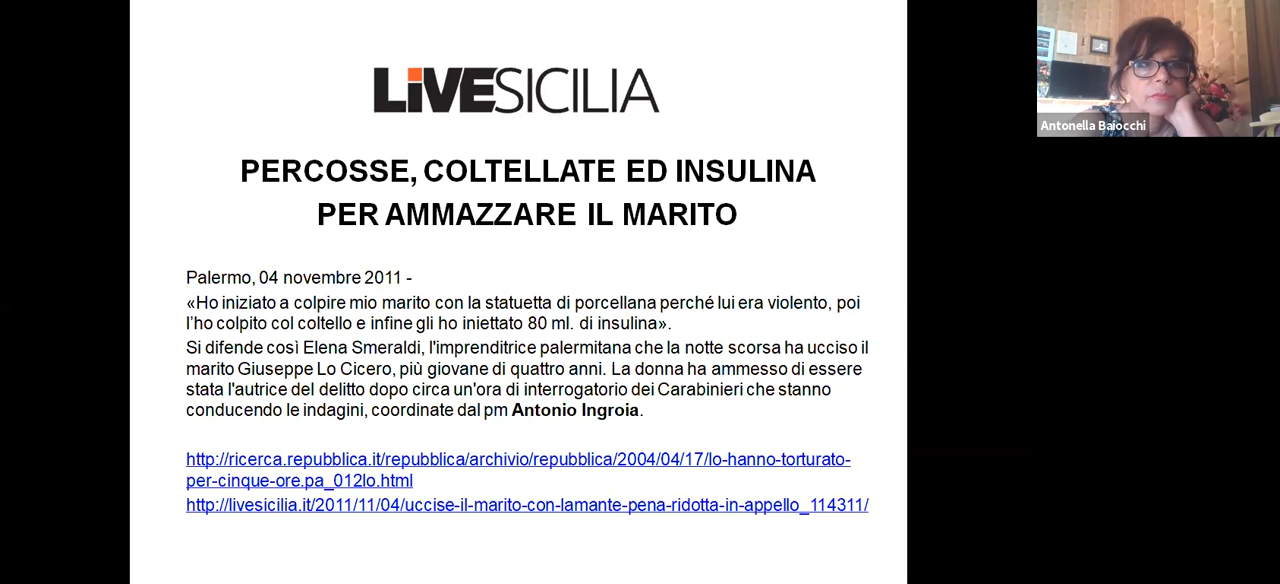 LiVESICILIA
Antonella Baiocchi
PERCOSSE, COLTELLATE ED INSULINA
PER AMMAZZARE IL MARITO
Palermo, 04 novembre 2011 -
«Ho iniziato a colpire mio marito con la statuetta di porcellana perché lui era violento, poi
l’ho colpito col coltello e infine gli ho iniettato 80 ml. di insulina».
Si difende così Elena Smeraldi, l'imprenditrice palermitana che la notte scorsa ha ucciso il
marito Giuseppe Lo Cicero, più giovane di quattro anni. La donna ha ammesso di essere
stata l'autrice del delitto dopo circa un'ora di interrogatorio dei Carabinieri che stanno
conducendo le indagini, coordinate dal pm Antonio Ingroia.
http://ricerca.repubblica.it/repubblica/archivio/repubblica/2004/04/17/lo-hanno-torturato-
per-cinque-ore.pa_012lo.html
http://livesicilia.it/2011/11/04/uccise-il-marito-con-lamante-pena-ridotta-in-appello_114311/